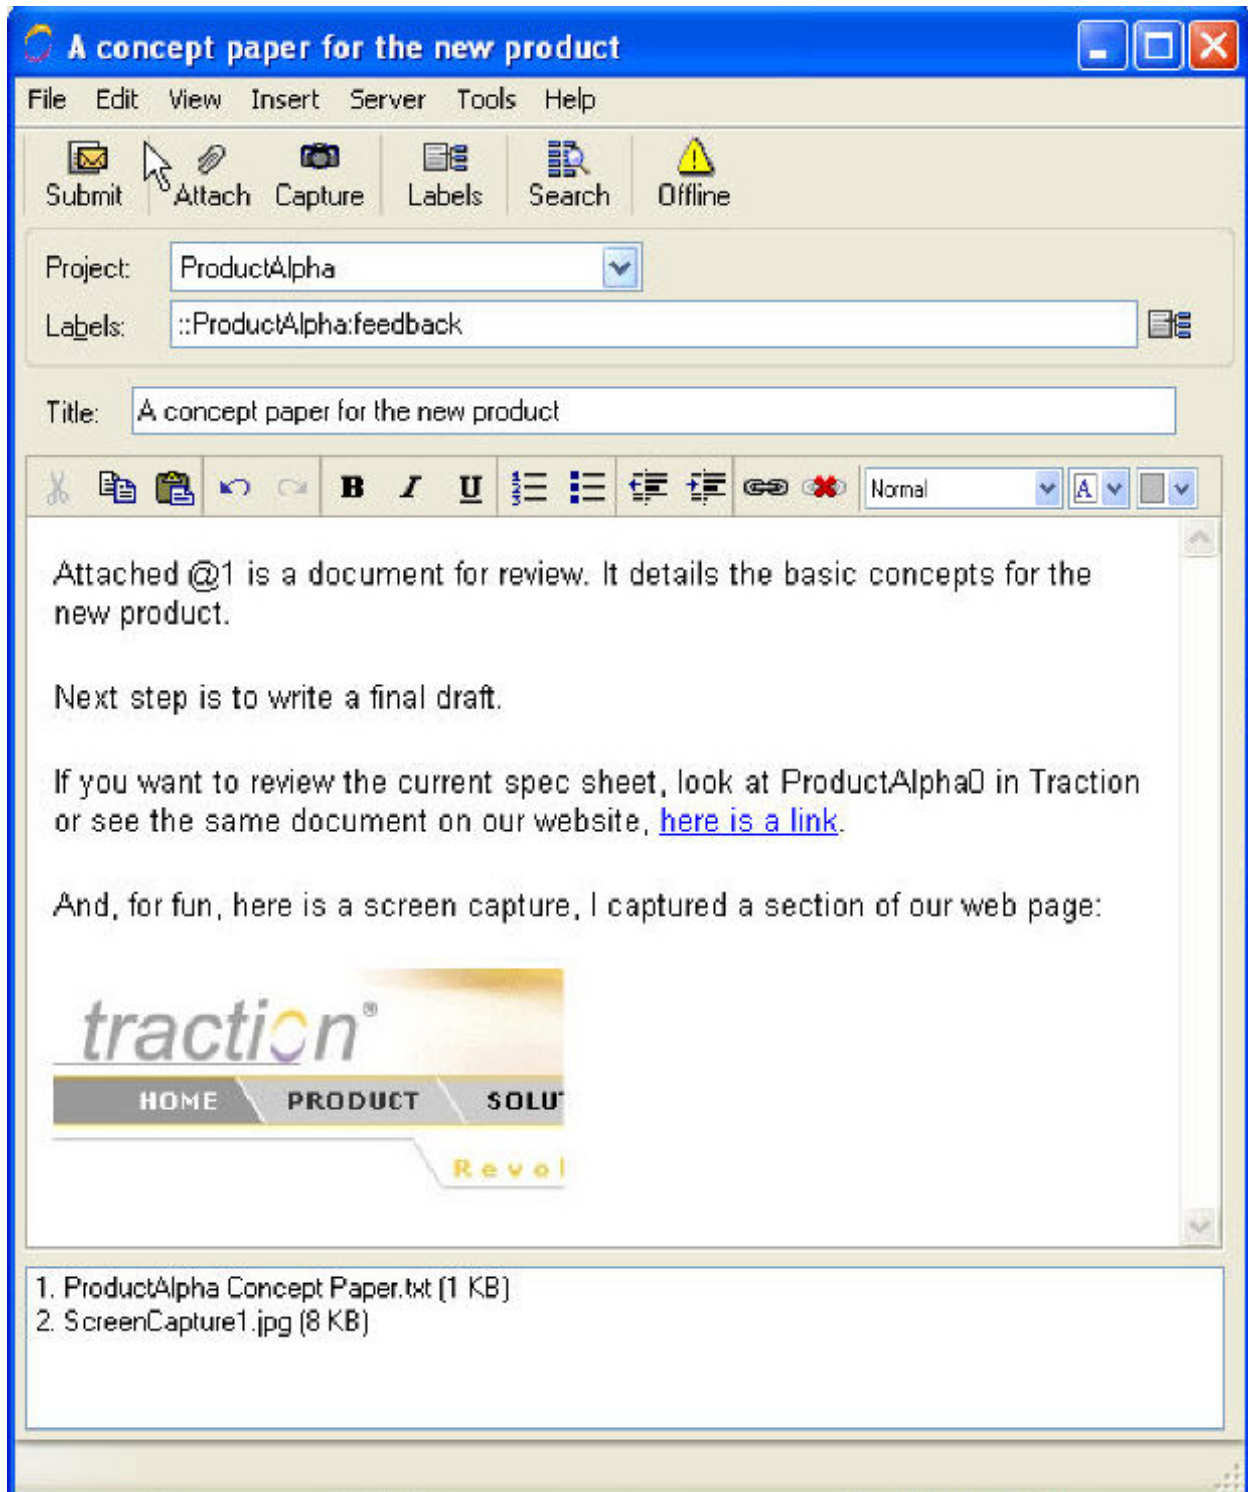 A concept paper for the new product
File Edit View Insert Server Tools Help
Submit Attach Capture Labels Search Offline
Project: ProductAlpha
Labels: ::ProductAlpha:feedback
Title: A concept paper for the new product
B I U Normal A
Attached @1 is a document for review. It details the basic concepts for the
new product.
Next step is to write a final draft.
If you want to review the current spec sheet, look at ProductAlpha0 in Traction
or see the same document on our website, here is a link.
And, for fun, here is a screen capture, I captured a section of our web page:
traction®
HOME PRODUCT SOLUT
Revol
1. ProductAlpha Concept Paper.txt (1 KB)
2. ScreenCapture1.jpg (8 KB)